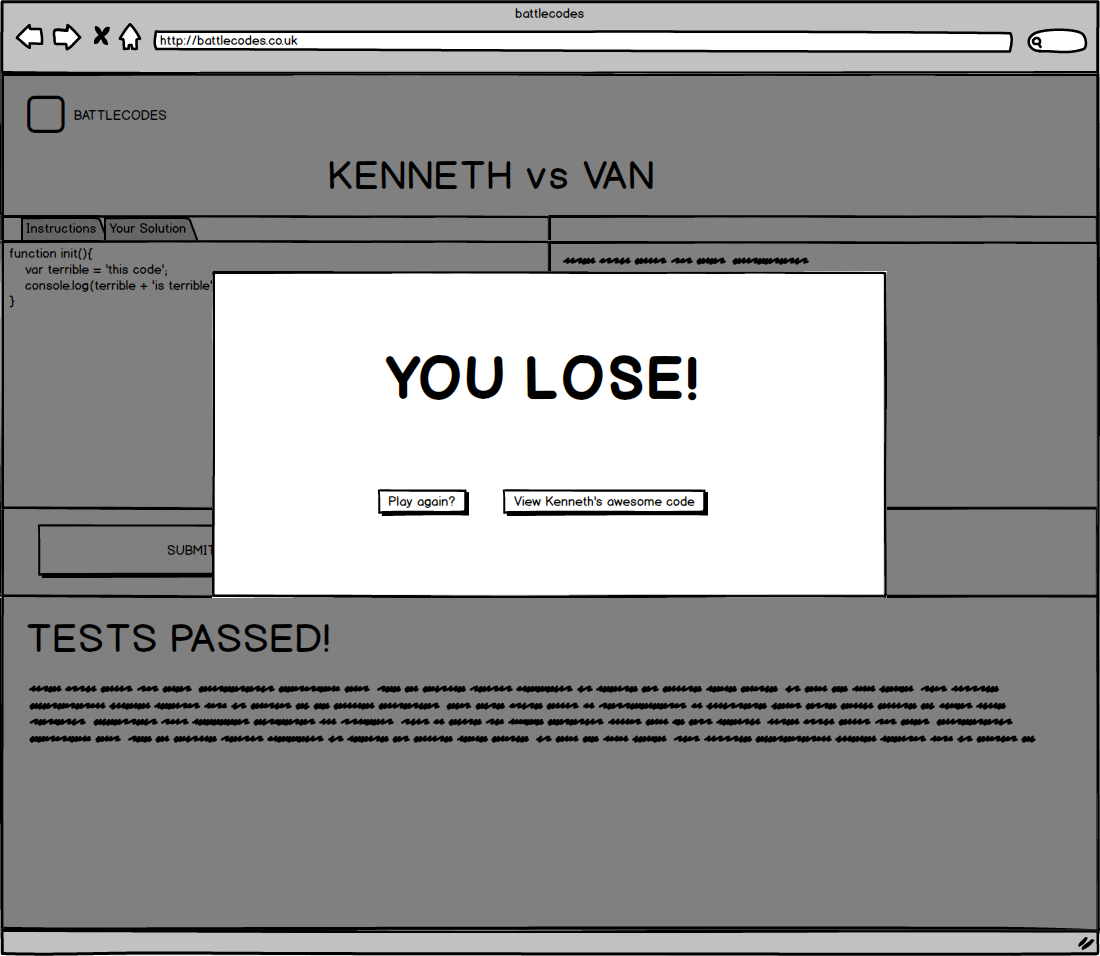 battlecodes
http://battlecodes.co.uk
BATTLECODES
KENNETH vs VAN
Instructions
Your Solution
function init(){
var terrible = 'this code';
console.log(terrible + 'is terrible'
}
YOU LOSE!
Play again?
View Kenneth's awesome code
SUBMIT
TESTS PASSED!